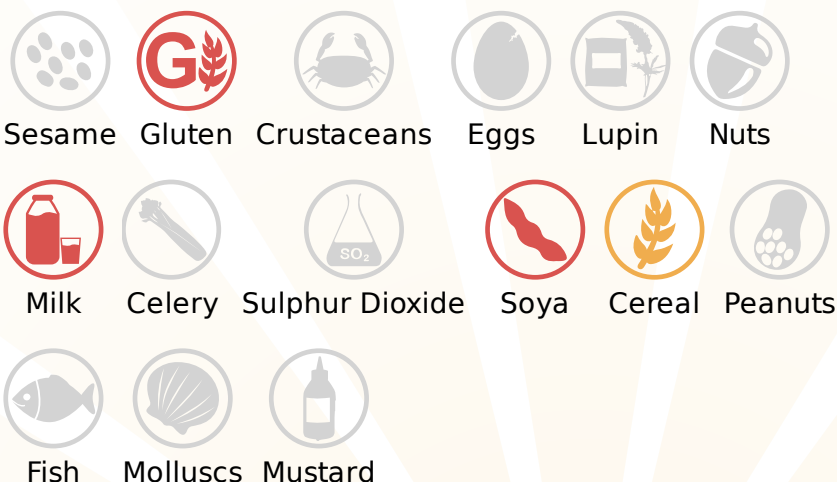 G
Sesame Gluten Crustaceans Eggs Lupin Nuts
SO₂
Milk Celery Sulphur Dioxide Soya Cereal Peanuts
Fish Molluscs Mustard